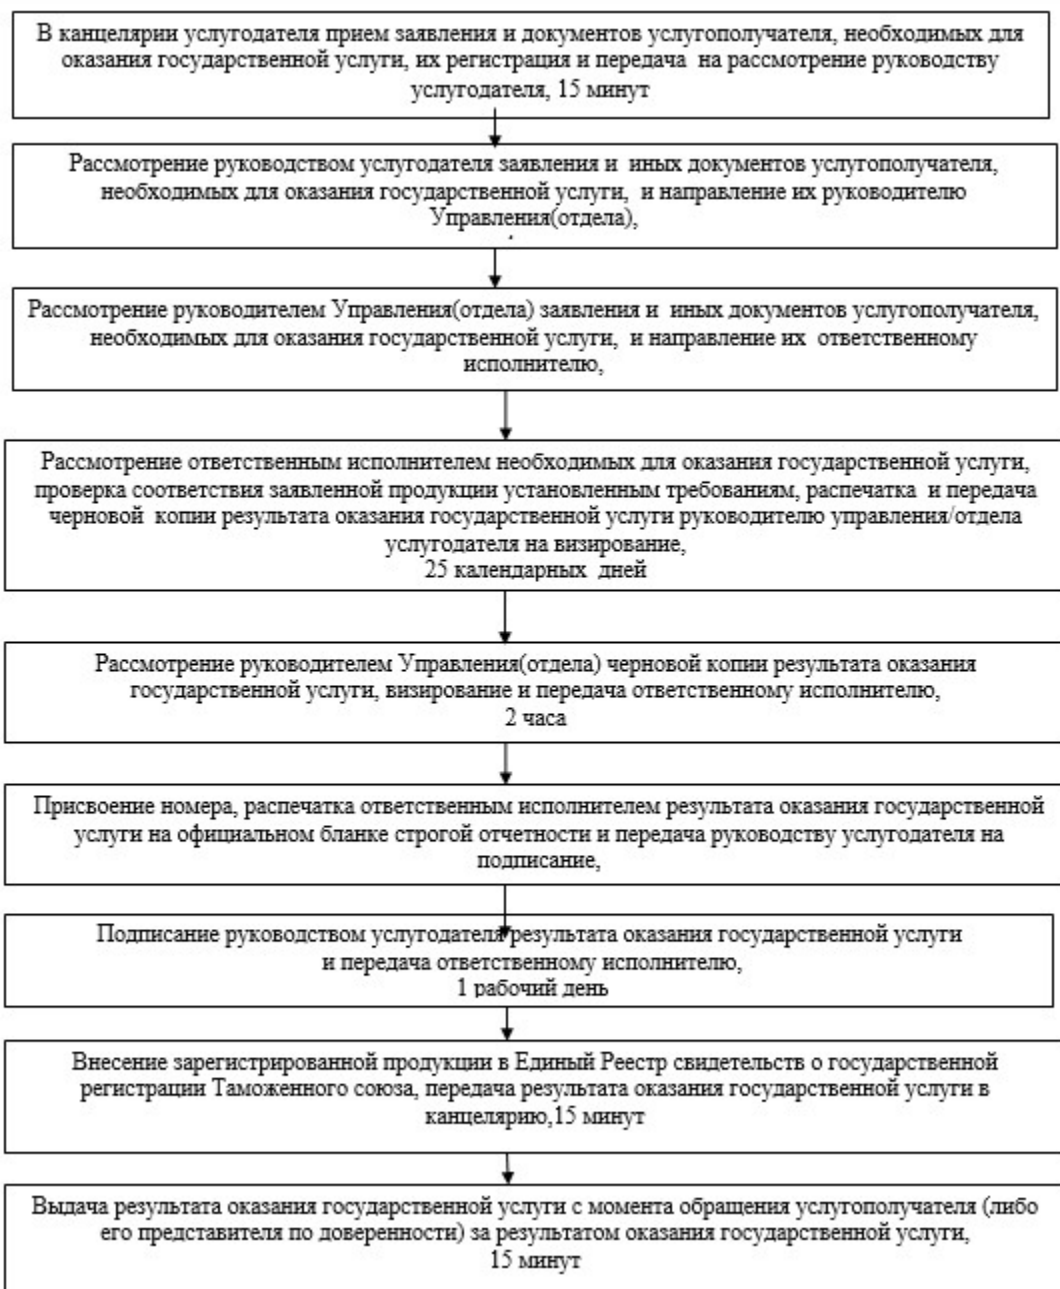 В канцелярии услугодателя прием заявления и документов услугополучателя, необходимых для
оказания государственной услуги, их регистрация и передача на рассмотрение руководству
услугодателя, 15 минут
Рассмотрение руководством услугодателя заявления и иных документов услугополучателя,
необходимых для оказания государственной услуги, и направление их руководителю
Управления(отдела),
Рассмотрение руководителем Управления(отдела) заявления и иных документов услугополучателя,
необходимых для оказания государственной услуги, и направление их ответственному
исполнителю,
Рассмотрение ответственным исполнителем необходимых для оказания государственной услуги,
проверка соответствия заявленной продукции установленным требованиям, распечатка и передача
черновой копии результата оказания государственной услуги руководителю управления/отдела
услугодателя на визирование,
25 календарных дней
Рассмотрение руководителем Управления(отдела) черновой копии результата оказания
государственной услуги, визирование и передача ответственному исполнителю,
2 часа
Присвоение номера, распечатка ответственным исполнителем результата оказания государственной
услуги на официальном бланке строгой отчетности и передача руководству услугодателя на
подписание,
Подписание руководством услугодателя результата оказания государственной услуги
и передача ответственному исполнителю,
1 рабочий день
Внесение зарегистрированной продукции в Единый Реестр свидетельств о государственной
регистрации Таможенного союза, передача результата оказания государственной услуги в
канцелярию,15 минут
Выдача результата оказания государственной услуги с момента обращения услугополучателя (либо
его представителя по доверенности) за результатом оказания государственной услуги,
15 минут